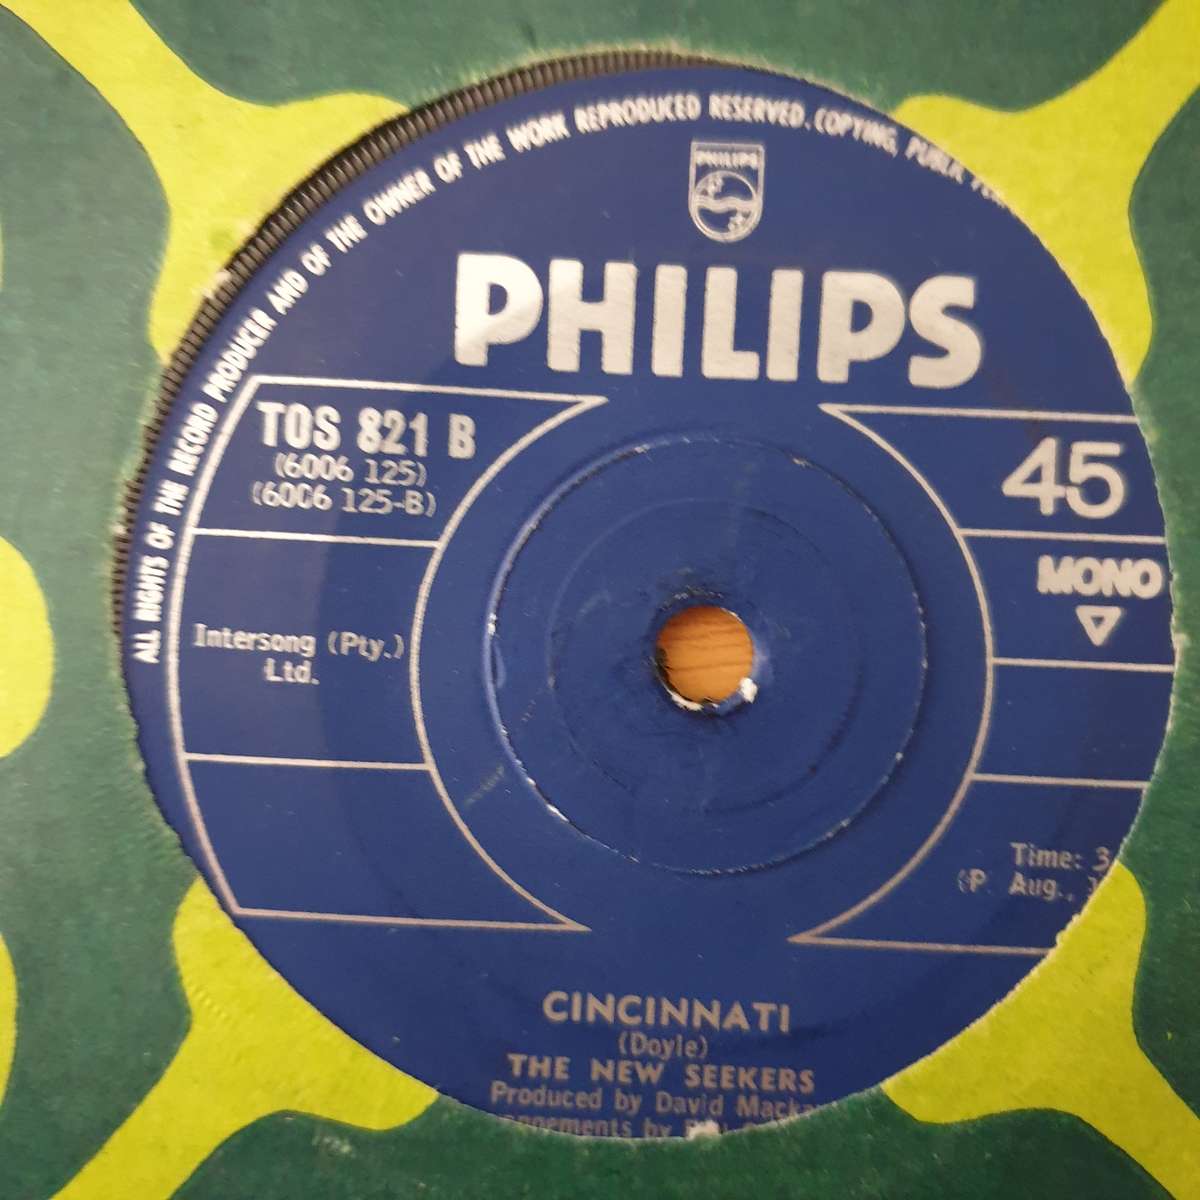 ALL RIGHTS OF THE RECORD PRODUCER AND OF THE OWNER OF THE WORK REPRODUCED RESERVED. COPYING, PUBLIC
PHILIPS
PHILIPS
TOS 821 B
(6006 125)
(6006 125-B)
45
MONO
Intersong (Pty.)
Ltd.
Time: 3
(P. Aug.,
CINCINNATI
(Doyle)
THE NEW SEEKERS
Produced by David
by